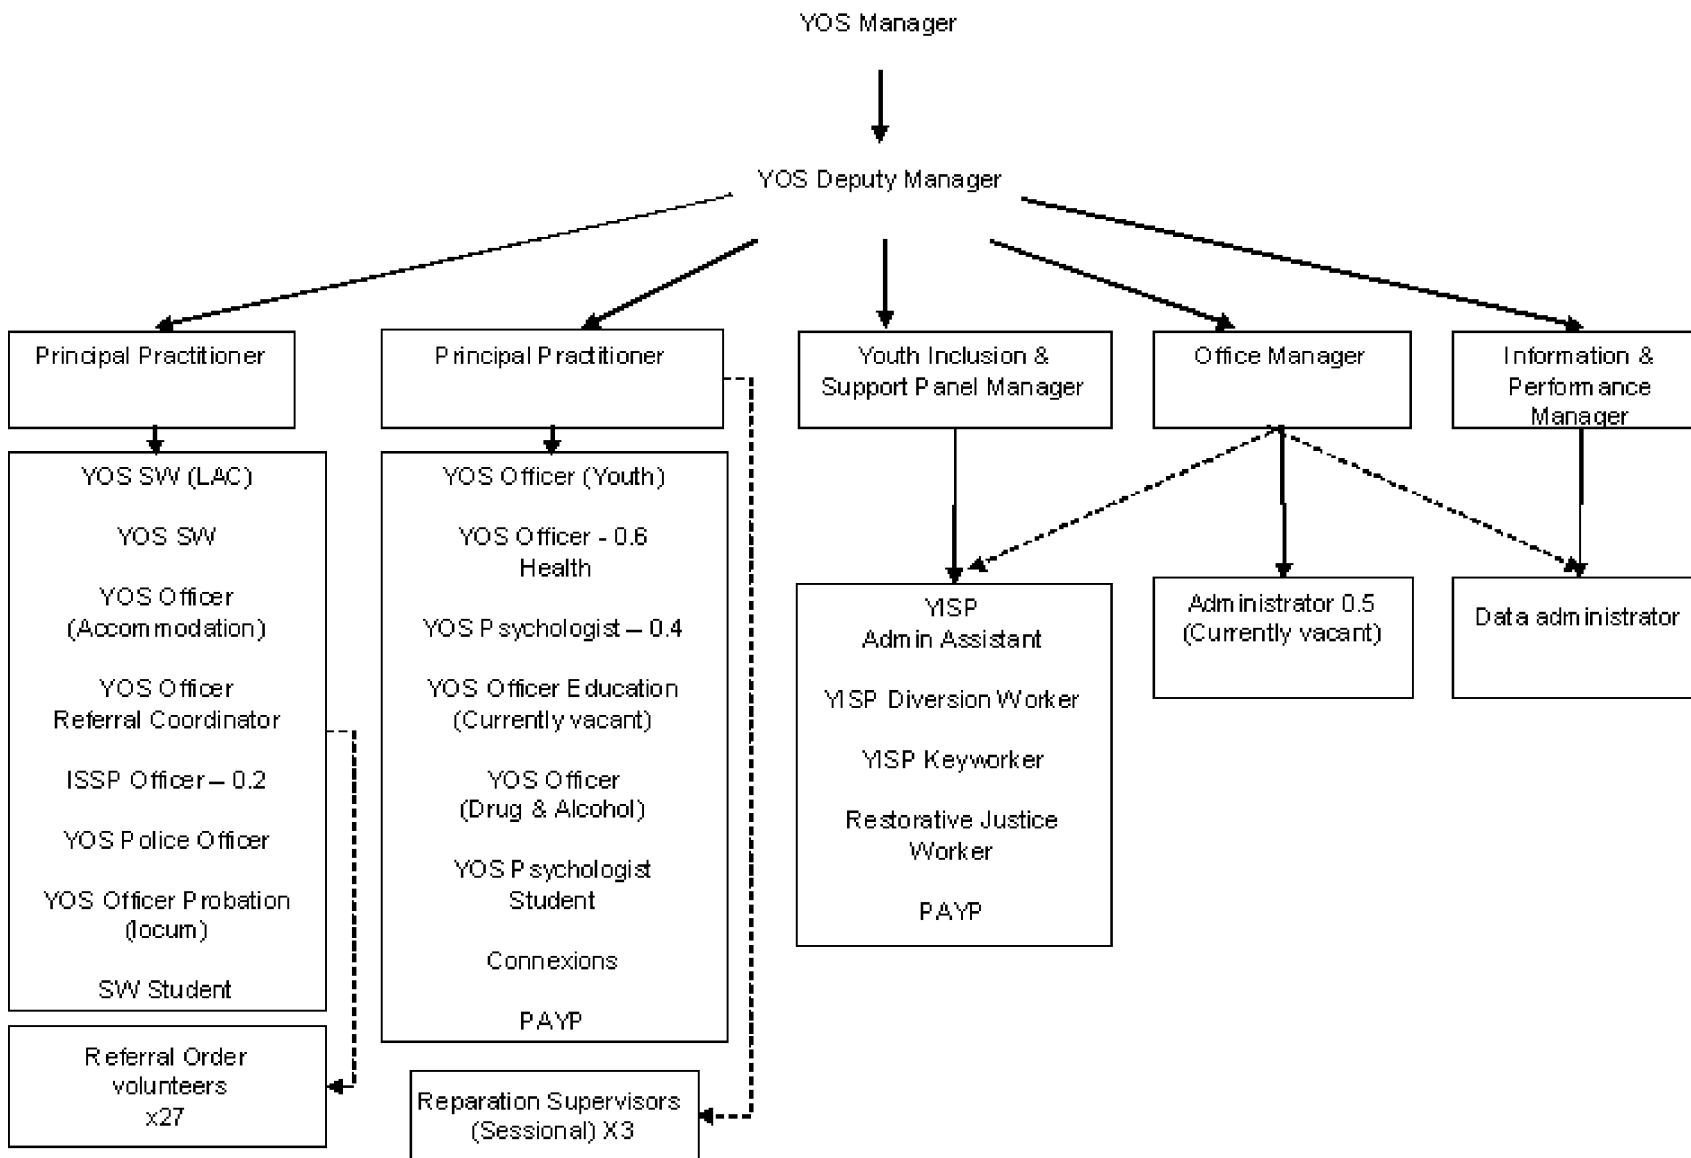 YOS Manager
YOS Deputy Manager
Principal Practitioner
Principal Practitioner
Youth Inclusion &
Support Panel Manager
Office Manager
Information &
Performance
Manager
YOS SW (LAC)
YOS SW
YOS Officer
(Accommodation)
YOS Officer
Referral Coordinator
ISSP Officer – 0.2
YOS Police Officer
YOS Officer Probation
(locum)
SW Student
YOS Officer (Youth)
YOS Officer - 0.6
Health
YOS Psychologist – 0.4
YOS Officer Education
(Currently vacant)
YOS Officer
(Drug & Alcohol)
YOS Psychologist
Student
Connexions
PAYP
YISP
Admin Assistant
YISP Diversion Worker
YISP Keyworker
Restorative Justice
Worker
PAYP
Administrator 0.5
(Currently vacant)
Data administrator
Referral Order
volunteers
x27
Reparation Supervisors
(Sessional) X3